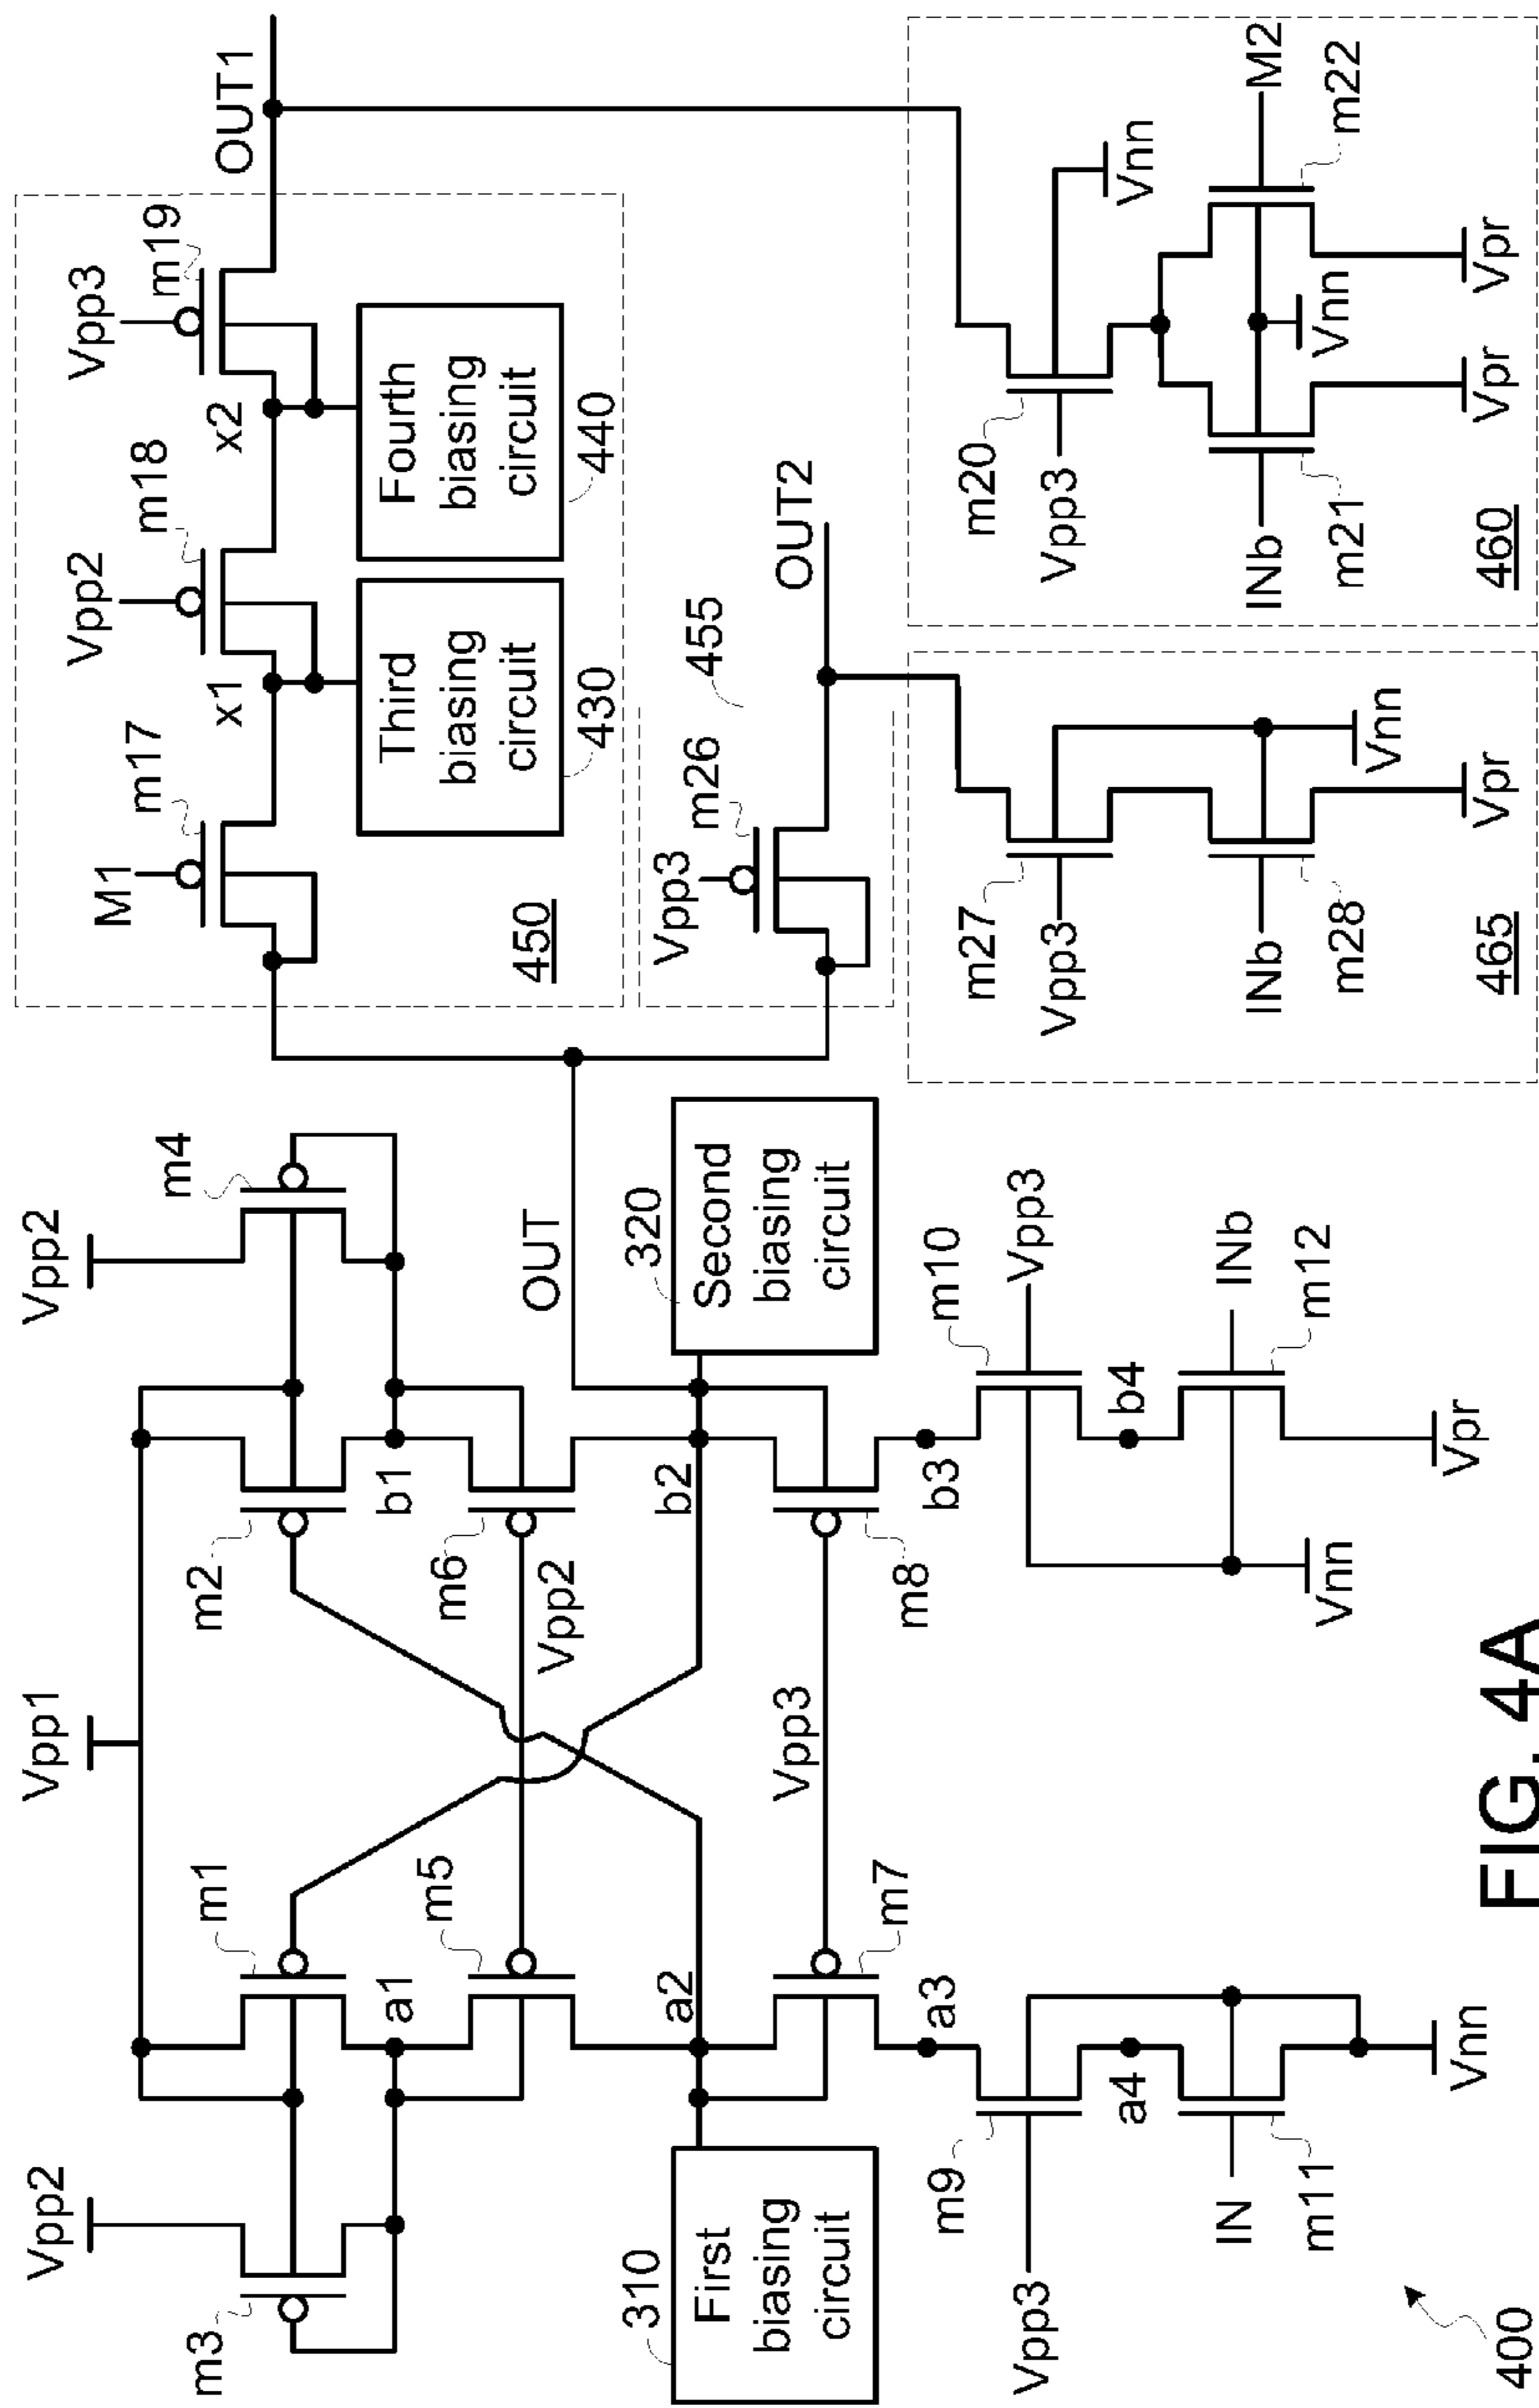 Vpp2
Vpp1
Vpp2
m3
m1
m2
m4
a1
b1
m5
m6
Vpp2
a2
b2
OUT
310
First
biasing
circuit
320
Second
biasing
circuit
Vpp3
m7
m8
a3
b3
m9
Vpp3
m10
Vpp3
a4
b4
IN
m11
INb
m12
Vnn
Vnn
Vpr
M1
m17
x1
Vpp2
m18
x2
Vpp3
m19
OUT1
Third
biasing
circuit
430
Fourth
biasing
circuit
440
450
Vpp3
m26
455
OUT2
m27
Vpp3
INb
m28
Vnn
Vpr
465
m20
Vpp3
Vnn
INb
m21
Vnn
M2
m22
Vpr
Vpr
460
400
FIG. 4A